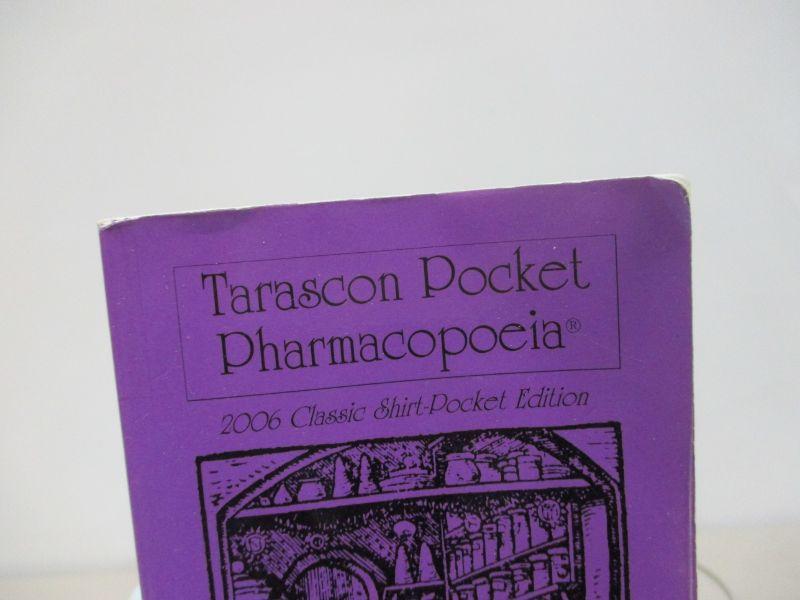 Tarascon Pocket
Pharmacopoeia®
2006 Classic Shirt-Pocket Edition